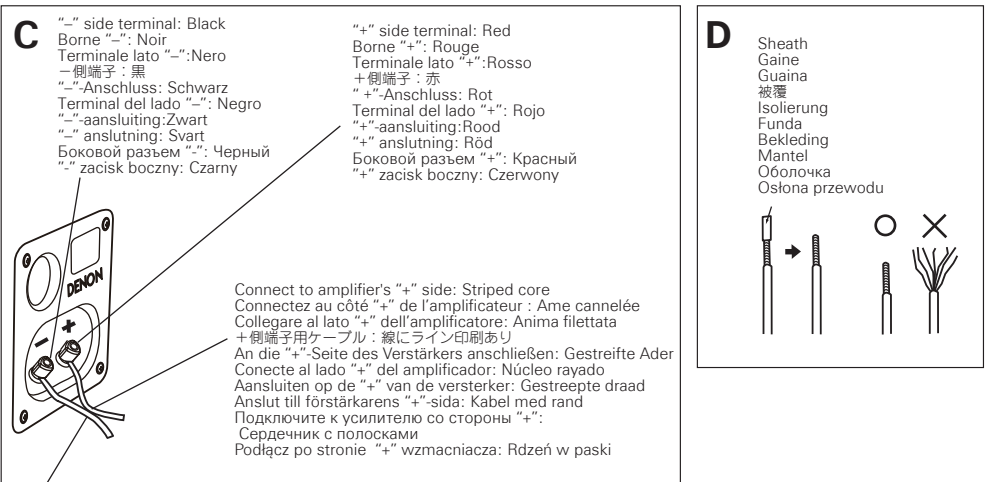 C
“–” side terminal: Black
Borne “–”: Noir
Terminale lato “–”:Nero
－側端子：黒
“–”-Anschluss: Schwarz
Terminal del lado “–”: Negro
“–”-aansluiting:Zwart
“–” anslutning: Svart
Боковой разъем “-”: Черный
"-" zacisk boczny: Czarny
“+” side terminal: Red
Borne “+”: Rouge
Terminale lato “+”:Rosso
＋側端子：赤
“ +”-Anschluss: Rot
Terminal del lado “+”: Rojo
“+”-aansluiting:Rood
“+” anslutning: Röd
Боковой разъем “+”: Красный
"+" zacisk boczny: Czerwony
DENON
+
–
Connect to amplifier's “+” side: Striped core
Connectez au côté “+” de l’amplificateur : Ame cannelée
Collegare al lato “+” dell’amplificatore: Anima filettata
＋側端子用ケーブル：線にライン印刷あり
An die “+”-Seite des Verstärkers anschließen: Gestreifte Ader
Conecte al lado “+” del amplificador: Núcleo rayado
Aansluiten op de “+” van de versterker: Gestreepte draad
Anslut till förstärkarens “+”-sida: Kabel med rand
Подключите к усилителю со стороны “+”:
Сердечник с полосками
Podłącz po stronie “+” wzmacniacza: Rdzeń w paski
D
Sheath
Gaine
Guaina
被覆
Isolierung
Funda
Bekleding
Mantel
Оболочка
Osłona przewodu